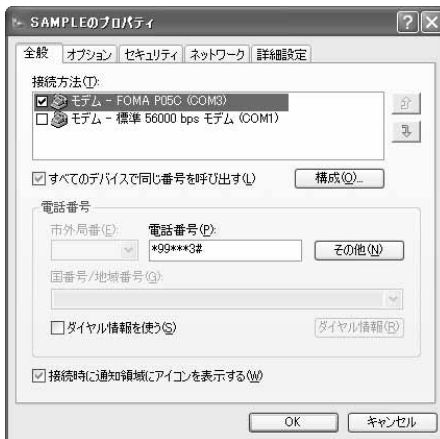 SAMPLEのプロパティ
全般 オプション セキュリティ ネットワーク 詳細設定
接続方法(T):
モデム - FOMA P05C (COM3)
モデム - 標準 56000 bps モデム (COM1)
すべてのデバイスで同じ番号を呼び出す(L) 構成(O)...
電話番号
市外局番(E): 電話番号(P):
*99***3# その他(N)
国番号/地域番号(G):
ダイヤル情報を使う(S) ダイヤル情報(R)
接続時に通知領域にアイコンを表示する(W)
OK キャンセル